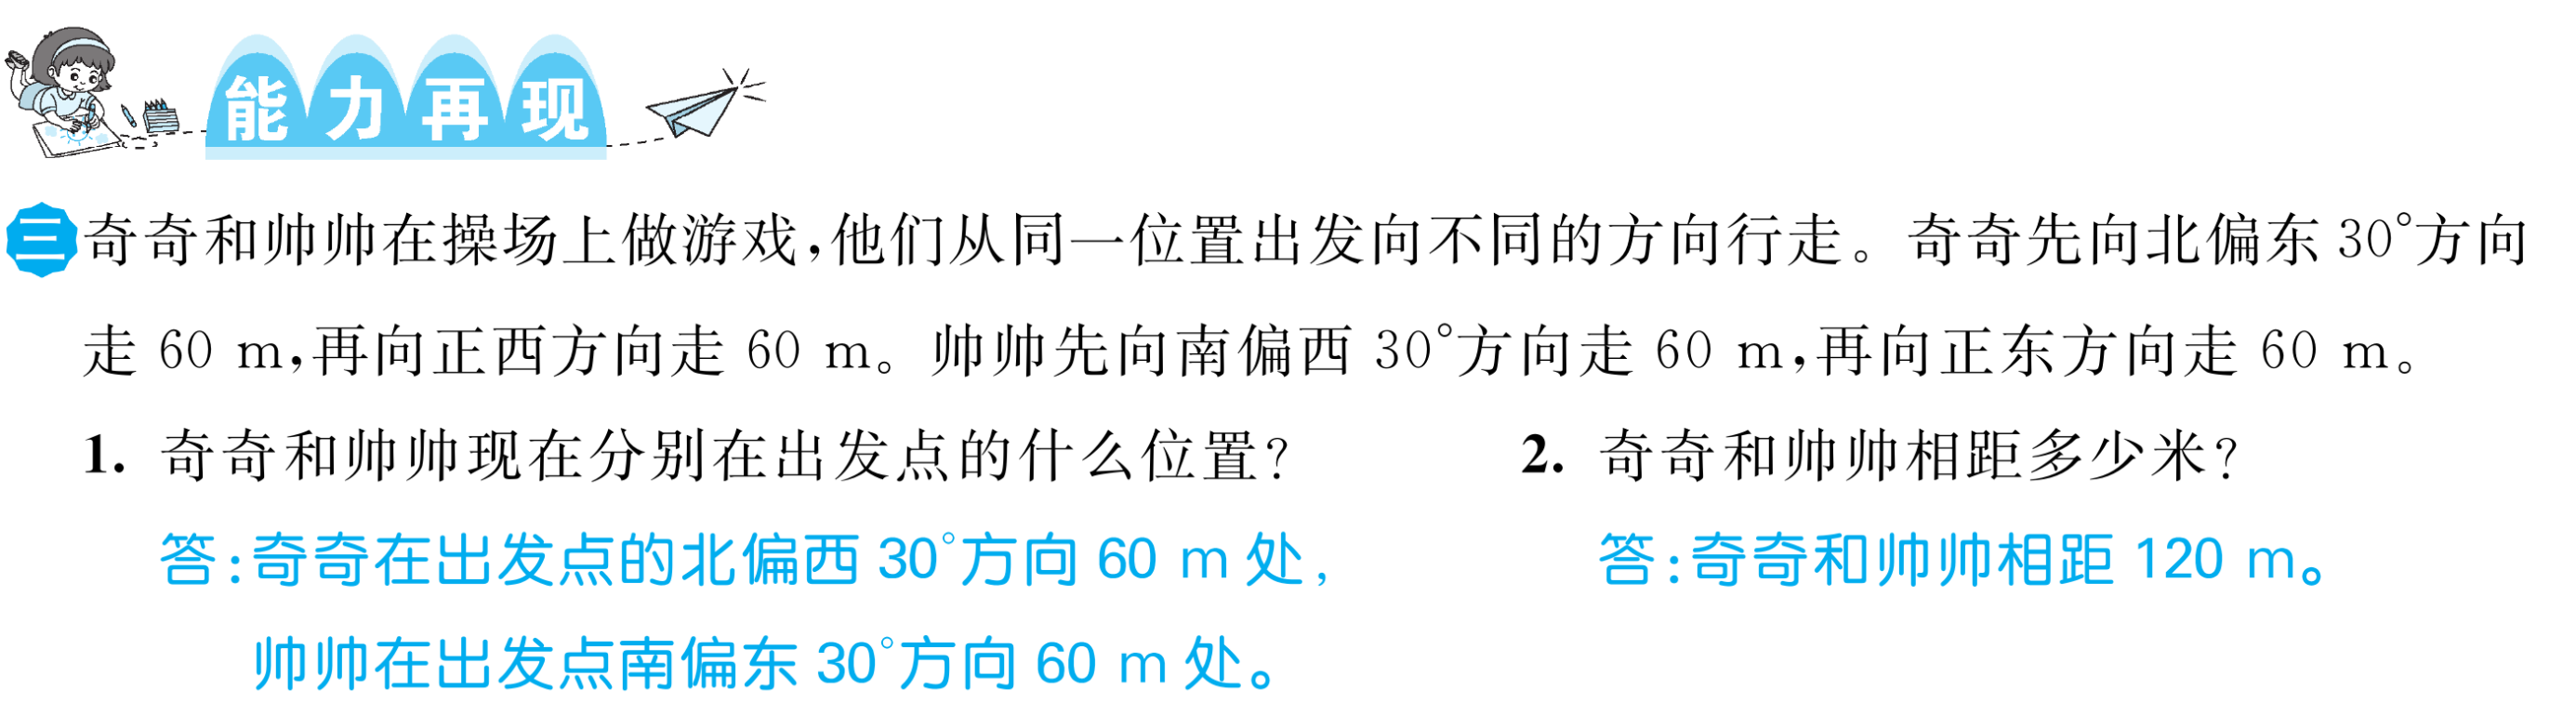 能力再现
三 奇奇和帅帅在操场上做游戏,他们从同一位置出发向不同的方向行走。奇奇先向北偏东 30°方向
走 60 m,再向正西方向走 60 m。帅帅先向南偏西 30°方向走 60 m,再向正东方向走 60 m。
1. 奇奇和帅帅现在分别在出发点的什么位置? 2. 奇奇和帅帅相距多少米?
答:奇奇在出发点的北偏西 30°方向 60 m 处, 答:奇奇和帅帅相距 120 m。
帅帅在出发点南偏东 30°方向 60 m 处。